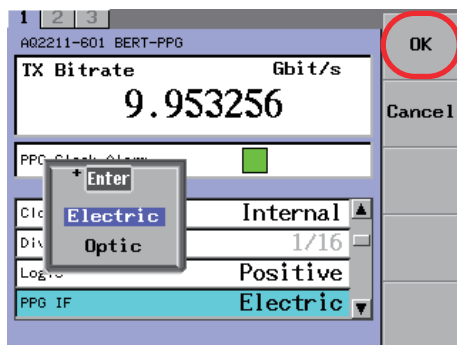 1 2 3
AQ2211-601 BERT-PPG
TX Bitrate Gbit/s
9.953256
PPG Clock Alarm
Enter
Electric
Optic
Internal
1/16
Positive
PPG IF Electric
OK
Cancel